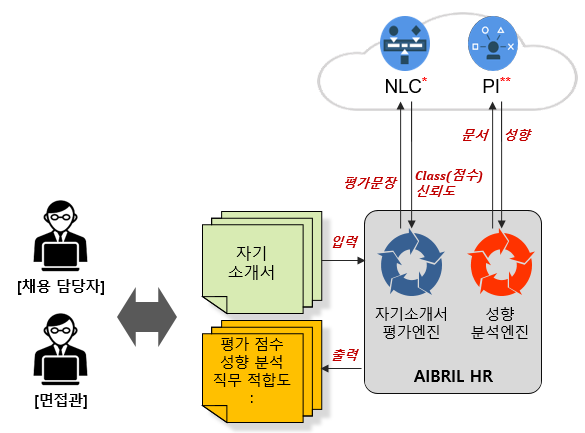 NLC*
PI**
문서
성향
평가문장
Class(점수)
신뢰도
자기
소개서
입력
[채용 담당자]
자기소개서
평가엔진
성향
분석엔진
평가 점수
성향 분석
직무 적합도
:
출력
AIBRIL HR
[면접관]